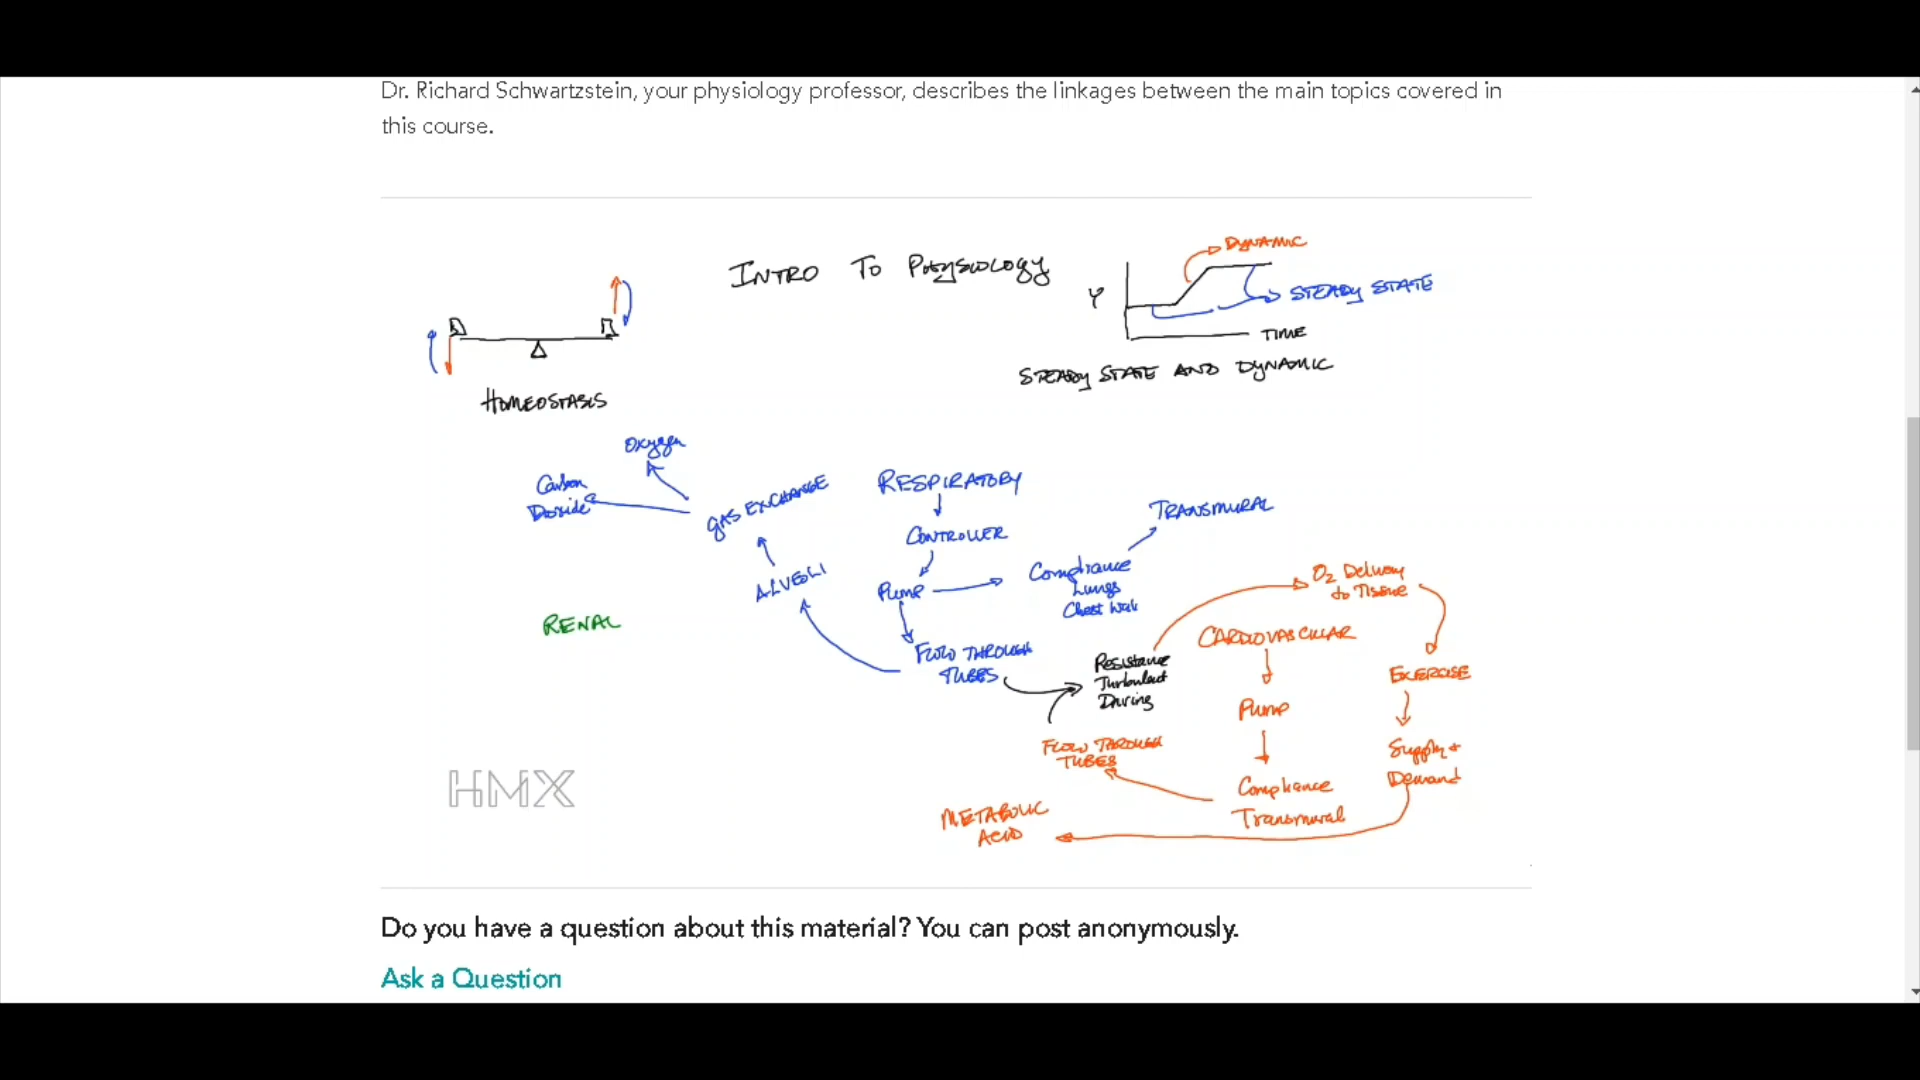 Dr. Richard Schwartzstein, your physiology professor, describes the linkages between the main topics covered in
this course.
INTRO TO PHYSIOLOGY
HOMEOSTASIS
DYNAMIC
Y
STEADY STATE
TIME
STEADY STATE AND DYNAMIC
Oxygen
Carbon
Dioxide
GAS EXCHANGE
ALVEOLI
RESPIRATORY
CONTROLLER
Pump
Compliance
Lungs
Chest Wall
TRANSMURAL
FLOW THROUGH
TUBES
RENAL
Resistance
Turbulent
Driving
O2 Delivery
to Tissue
CARDIOVASCULAR
Pump
Compliance
Transmural
FLOW THROUGH
TUBES
EXERCISE
Supply +
Demand
METABOLIC
ACID
HMX
Do you have a question about this material? You can post anonymously.
Ask a Question